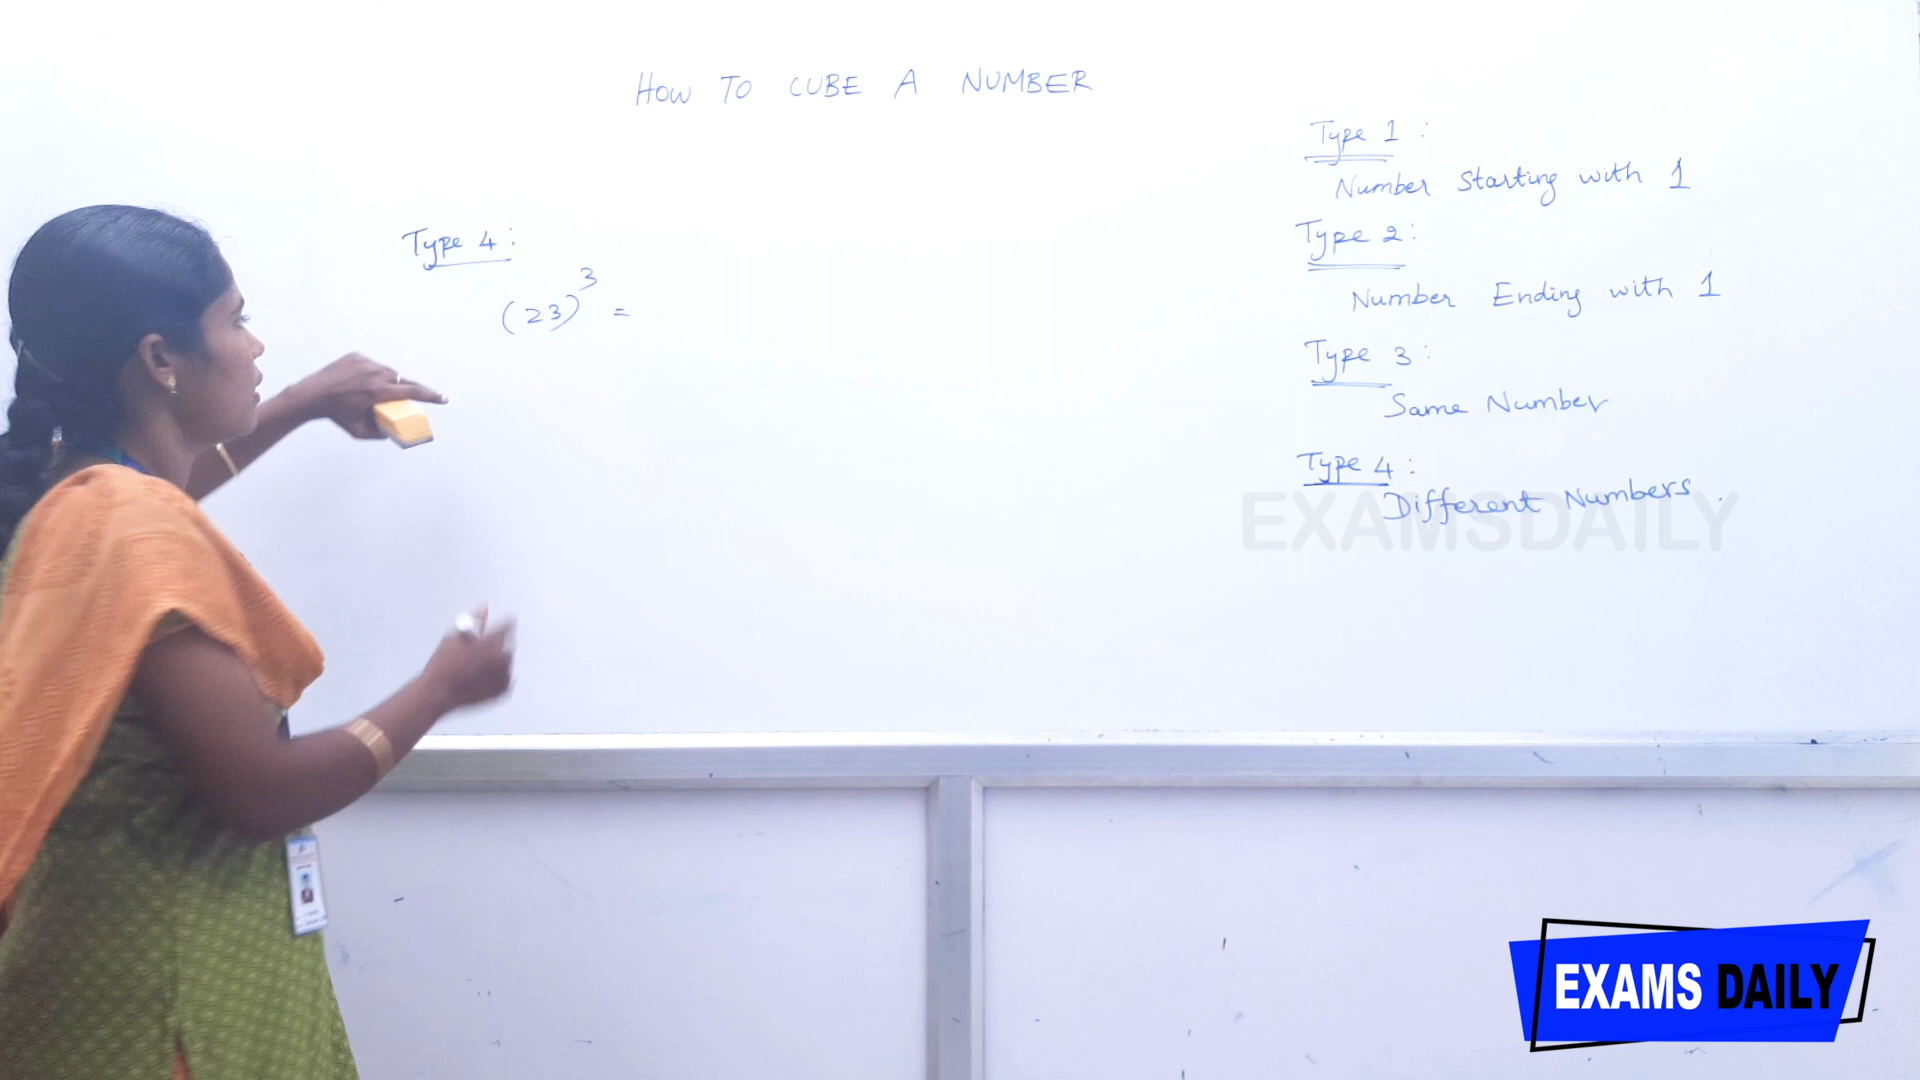 HOW TO CUBE A NUMBER
Type 4:
(23)³ =
Type 1 :
Number Starting with 1
Type 2:
Number Ending with 1
Type 3 :
Same Number
Type 4 :
Different Numbers.
EXAMSDAILY
EXAMS DAILY